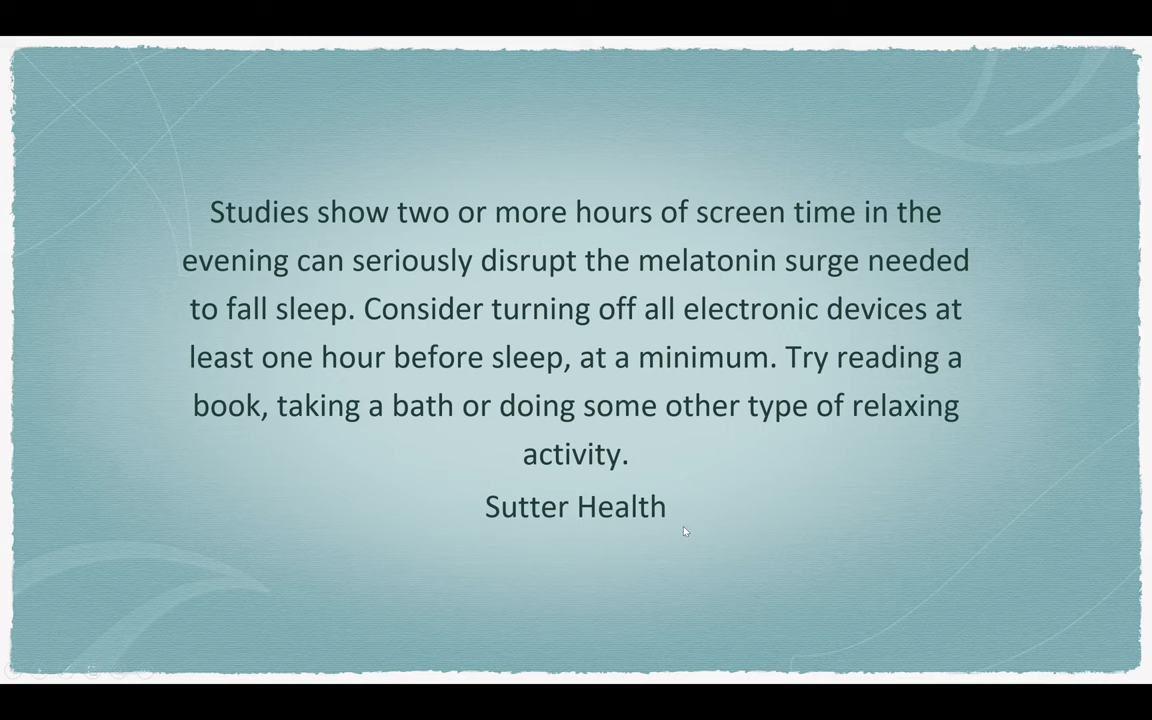 Studies show two or more hours of screen time in the
evening can seriously disrupt the melatonin surge needed
to fall sleep. Consider turning off all electronic devices at
least one hour before sleep, at a minimum. Try reading a
book, taking a bath or doing some other type of relaxing
activity.
Sutter Health